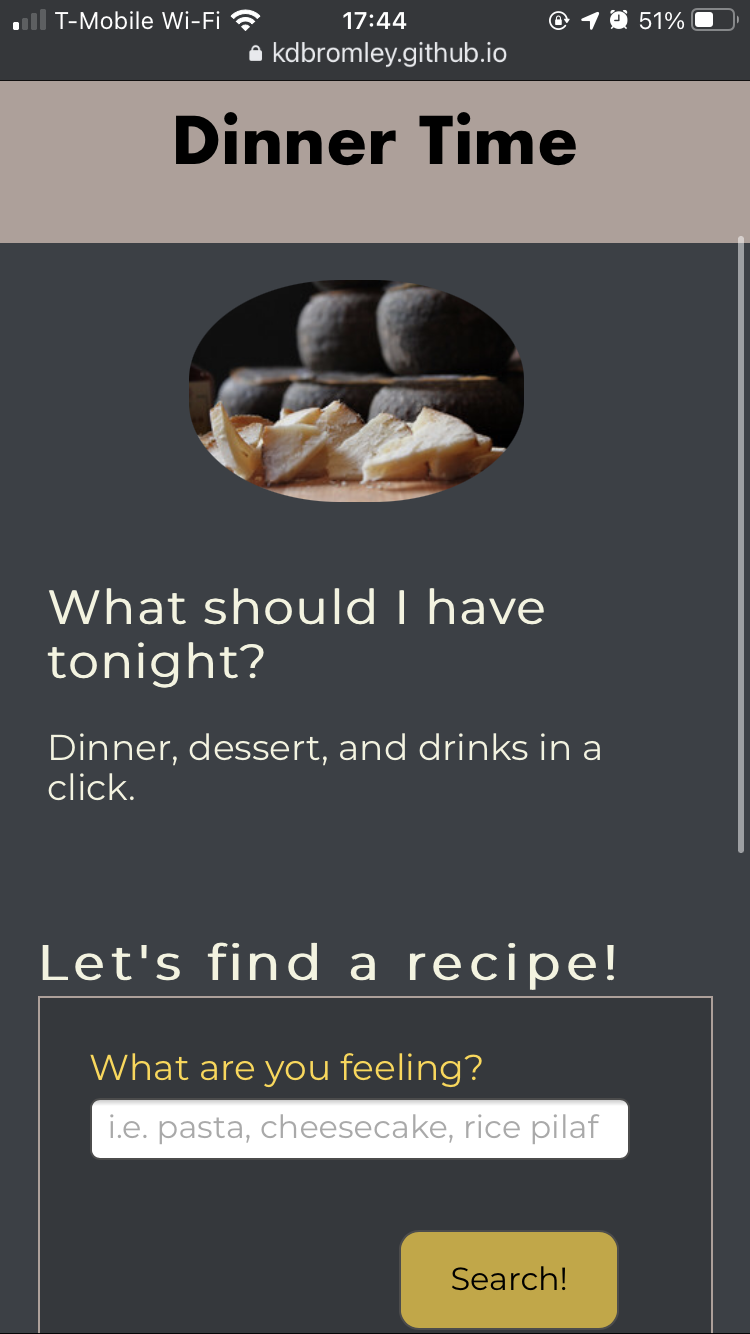 T-Mobile Wi-Fi 17:44 51%
kdbromley.github.io
Dinner Time
What should I have
tonight?
Dinner, dessert, and drinks in a
click.
Let's find a recipe!
What are you feeling?
i.e. pasta, cheesecake, rice pilaf
Search!